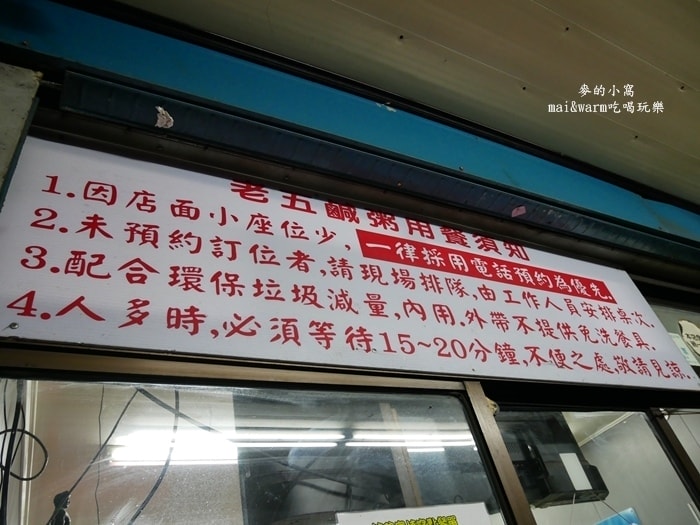 麥的小窩
mai&warm吃喝玩樂
老五鹹粥用餐須知
1.因店面小座位少，一律採用電話預約為優先。
2.未預約訂位者，請現場排隊，由工作人員安排桌次。
3.配合環保垃圾減量，內用.外帶不提供免洗餐具。
4.人多時，必須等待15~20分鐘，不便之處，敬請見諒。